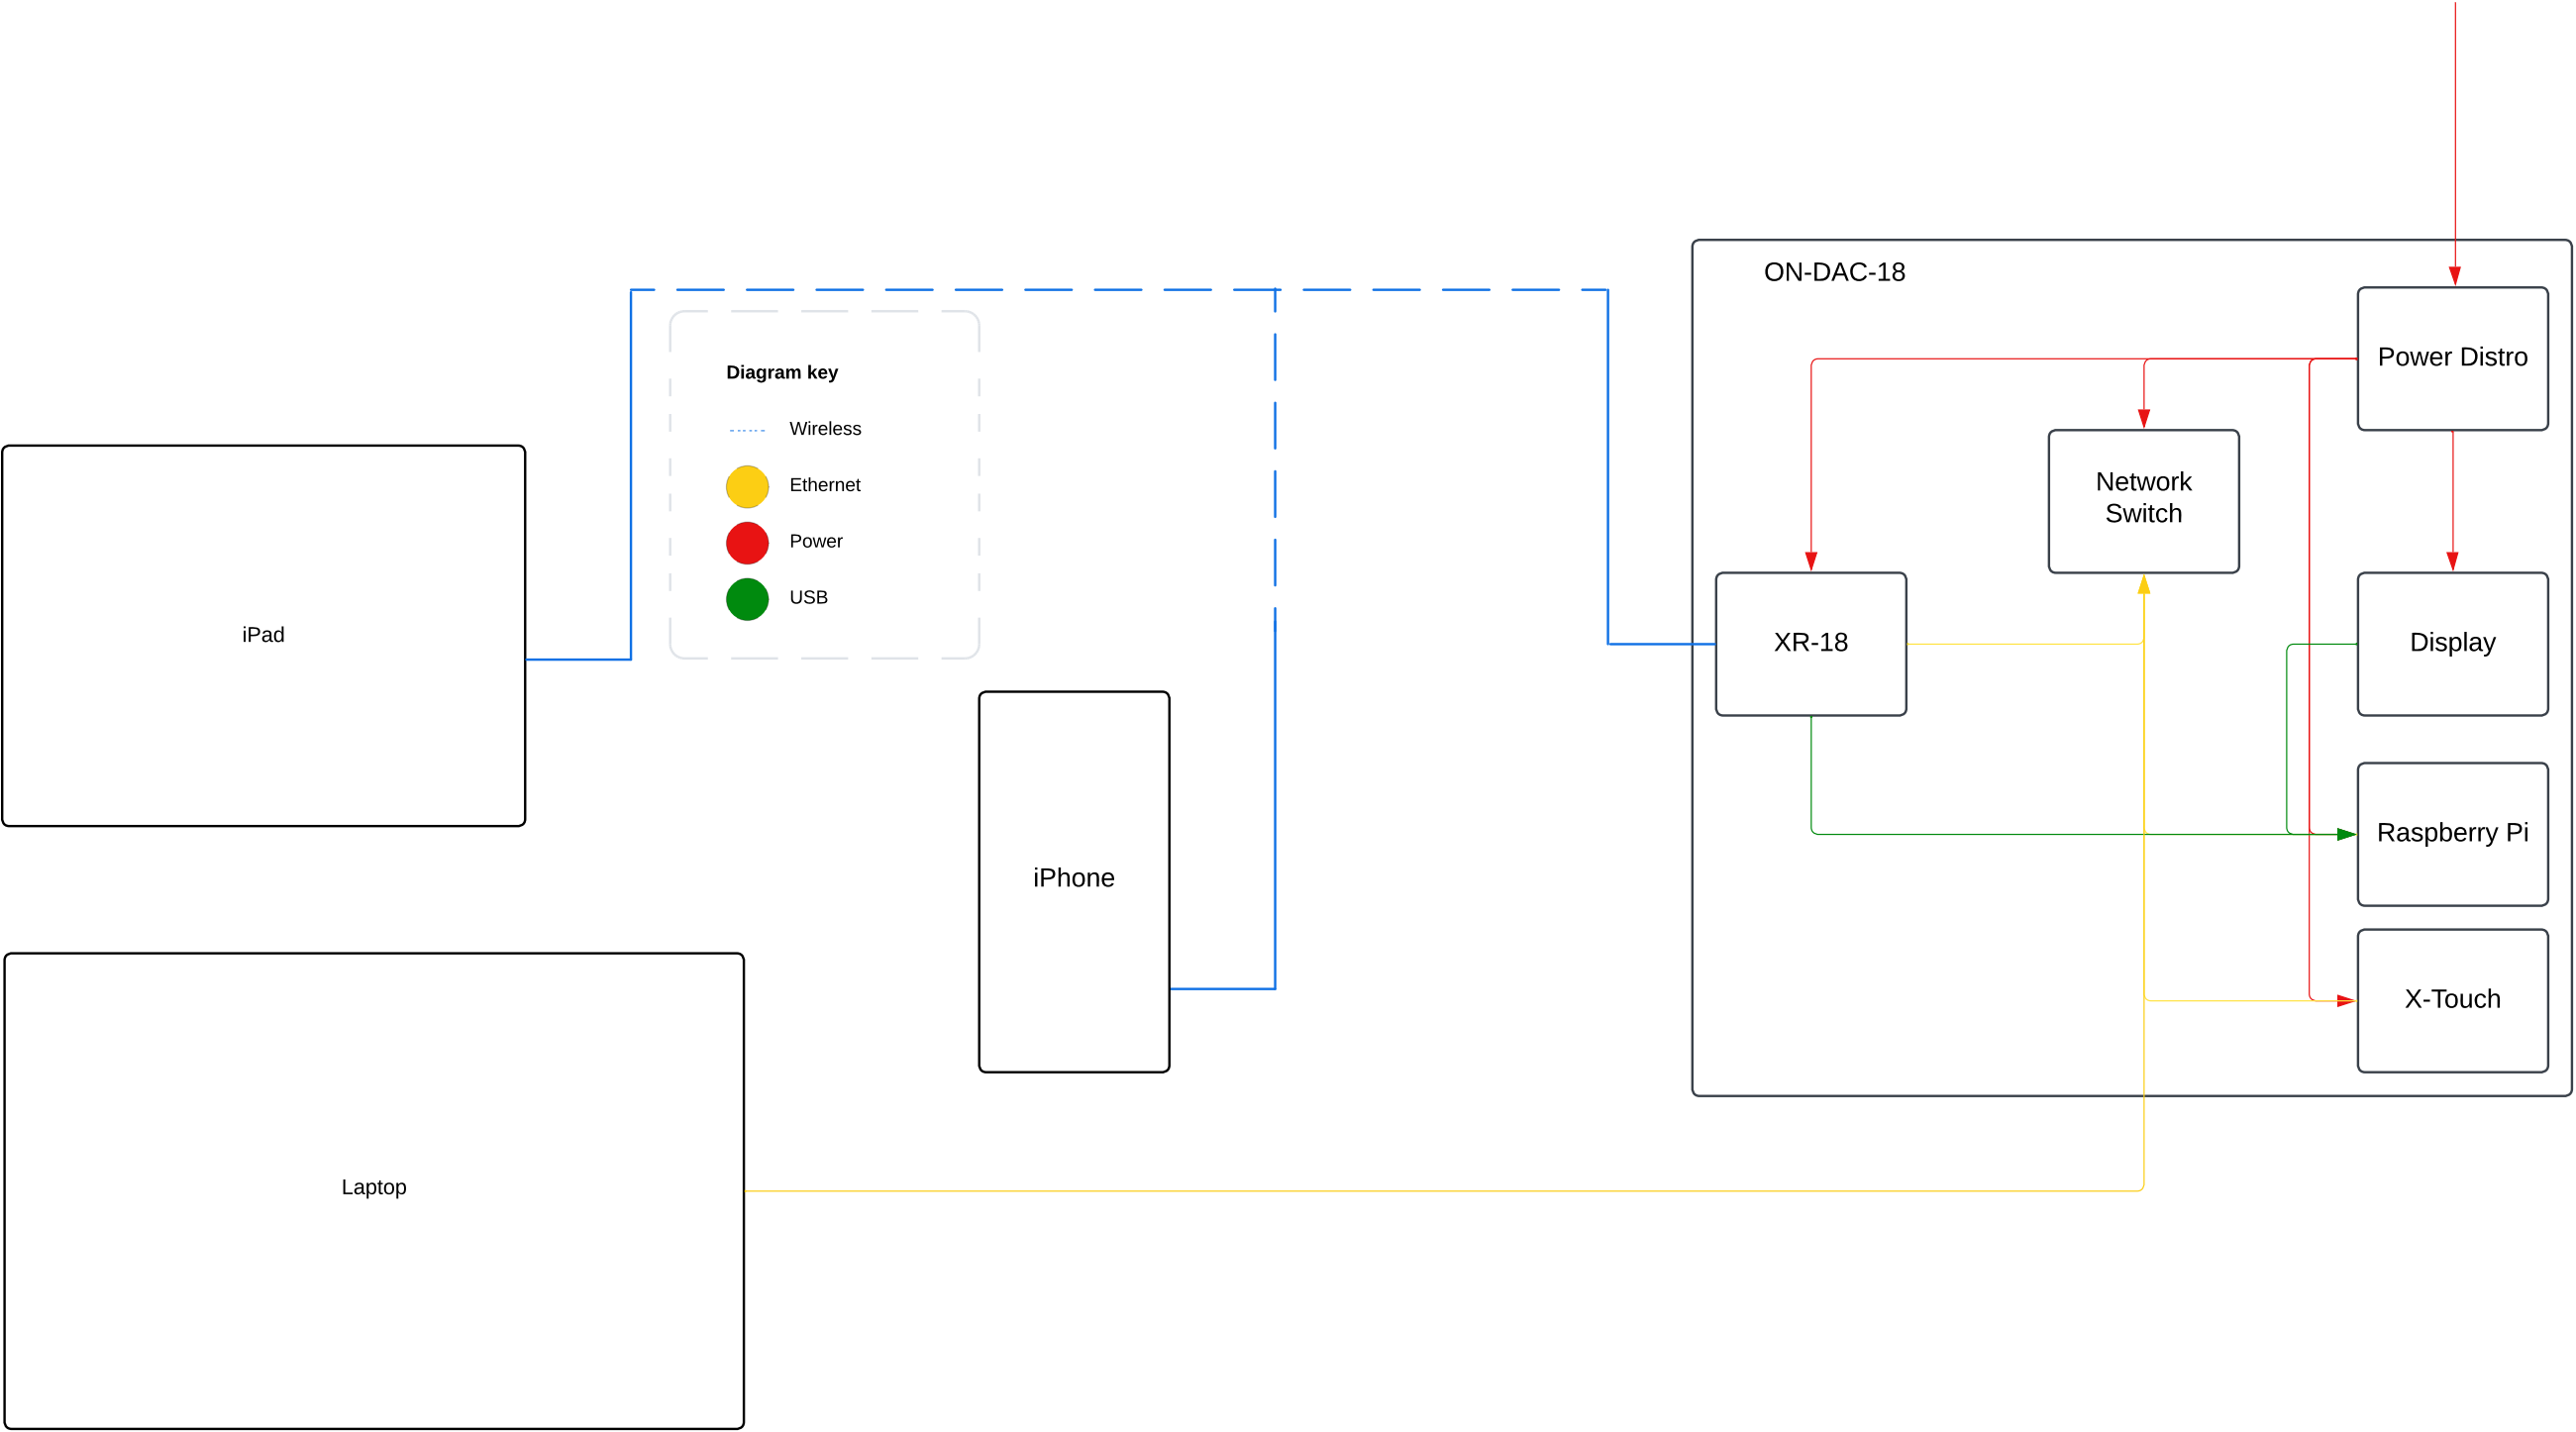 ON-DAC-18
Power Distro
Diagram key
Wireless
Ethernet
Power
USB
Network
Switch
iPad
XR-18
Display
iPhone
Raspberry Pi
X-Touch
Laptop